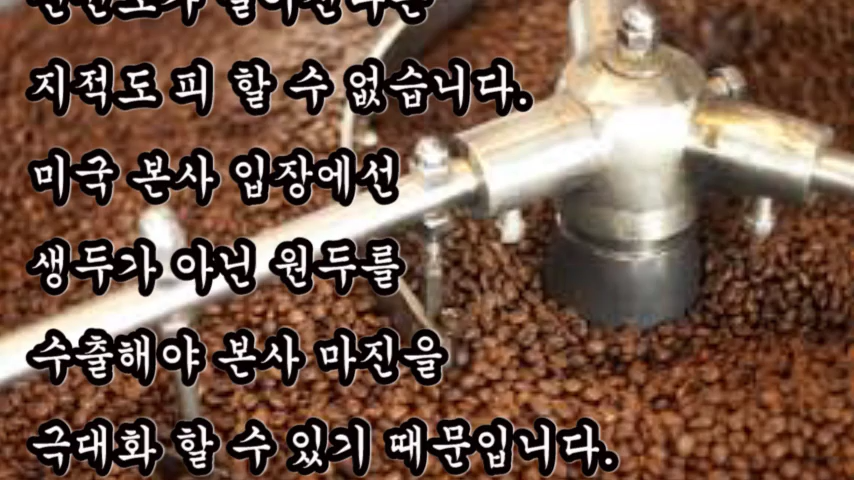 지적도 피 할 수 없습니다.
미국 본사 입장에선
생두가 아닌 원두를
수출해야 본사 마진을
극대화 할 수 있기 때문입니다.